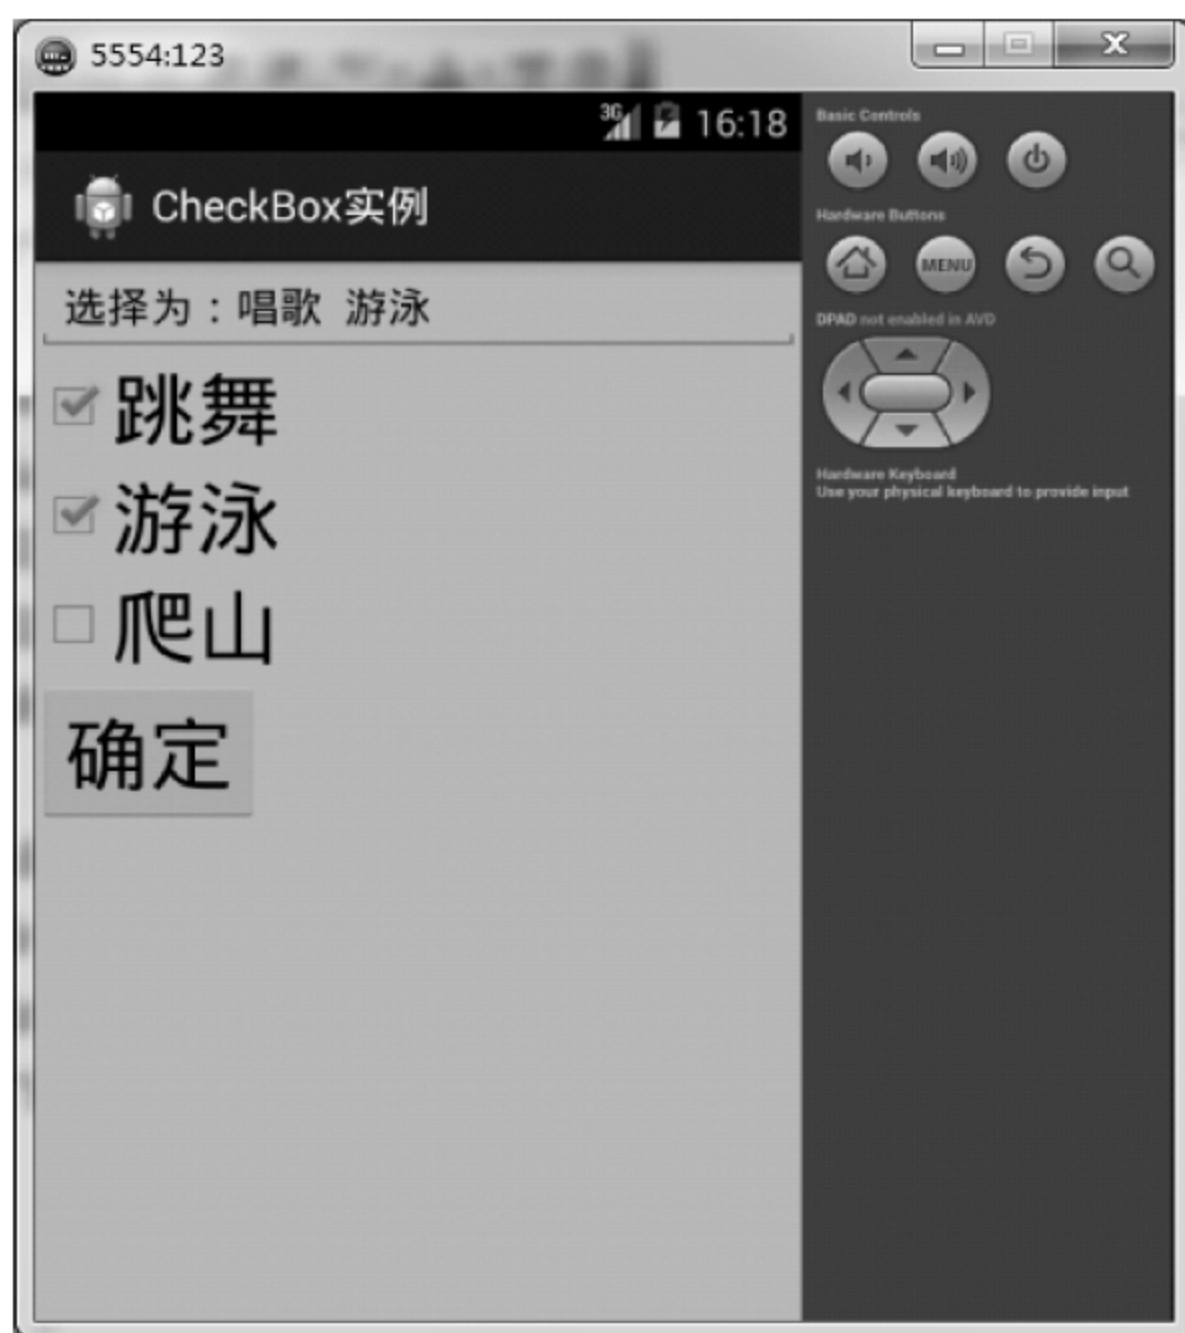 5554:123
3G 16:18
CheckBox实例
选择为：唱歌 游泳
跳舞
游泳
爬山
确定
Basic Controls
Hardware Buttons
MENU
DPAD not enabled in AVD
Hardware Keyboard
Use your physical keyboard to provide input